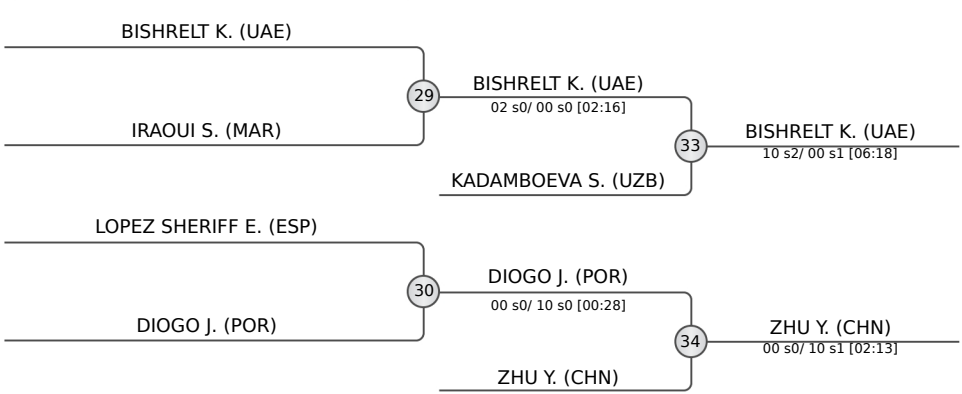 BISHRELT K. (UAE)
29
BISHRELT K. (UAE)
02 s0/ 00 s0 [02:16]
IRAOUI S. (MAR)
33
BISHRELT K. (UAE)
10 s2/ 00 s1 [06:18]
KADAMBOEVA S. (UZB)
LOPEZ SHERIFF E. (ESP)
30
DIOGO J. (POR)
00 s0/ 10 s0 [00:28]
DIOGO J. (POR)
34
ZHU Y. (CHN)
00 s0/ 10 s1 [02:13]
ZHU Y. (CHN)